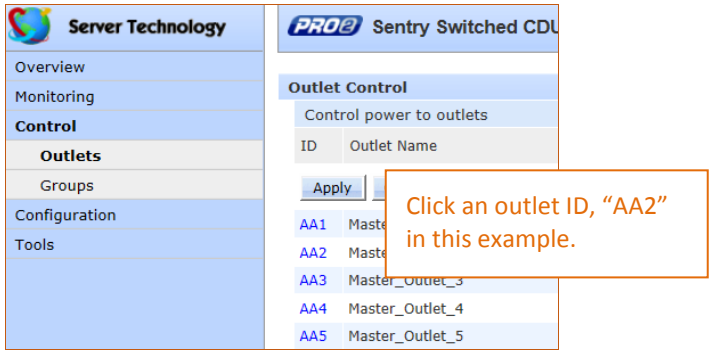 Server Technology
PRO2 Sentry Switched CDU
Overview
Monitoring
Control
Outlets
Groups
Configuration
Tools
Outlet Control
Control power to outlets
ID Outlet Name
Apply
AA1 Maste
AA2 Maste
AA3 Master_Outlet_3
AA4 Master_Outlet_4
AA5 Master_Outlet_5
Click an outlet ID, “AA2”
in this example.